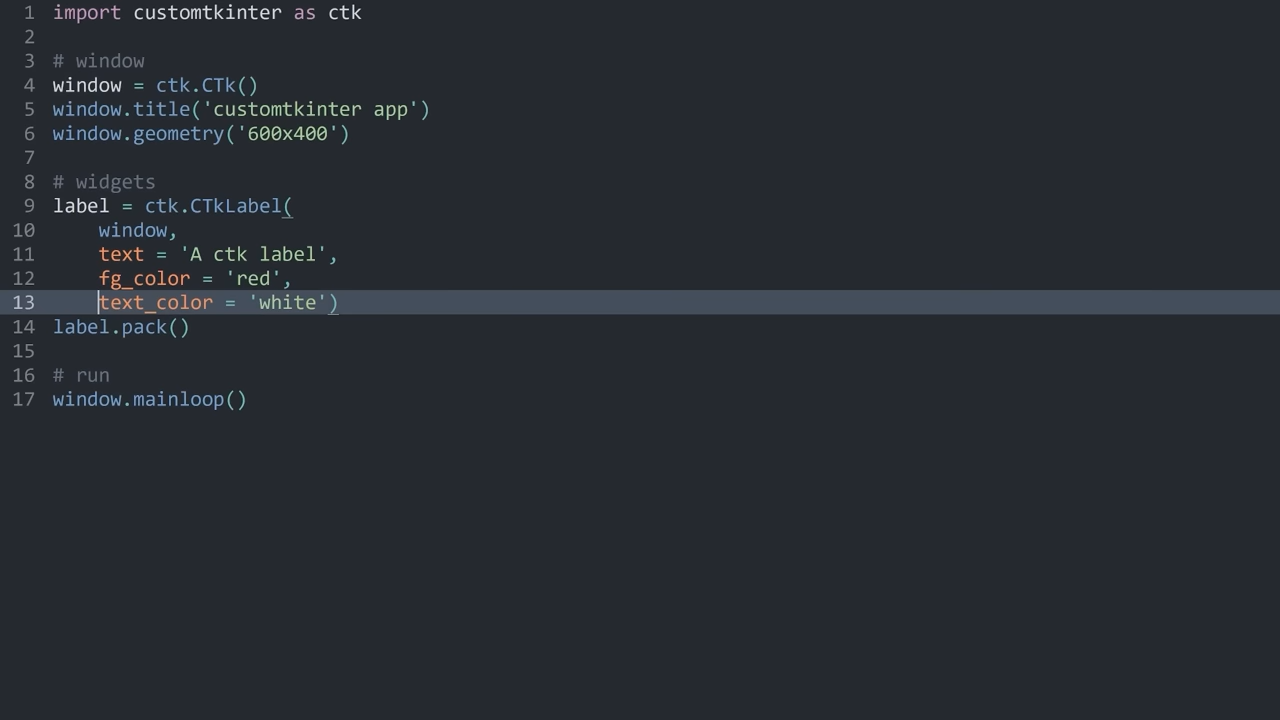 1 import customtkinter as ctk
2
3 # window
4 window = ctk.CTk()
5 window.title('customtkinter app')
6 window.geometry('600x400')
7
8 # widgets
9 label = ctk.CTkLabel(
10     window,
11     text = 'A ctk label',
12     fg_color = 'red',
13     text_color = 'white')
14 label.pack()
15
16 # run
17 window.mainloop()